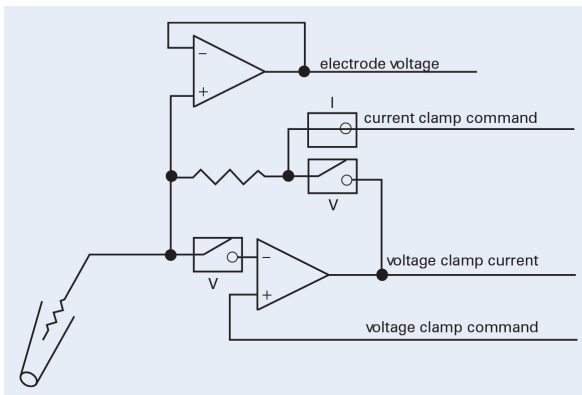 −
electrode voltage
+
I
current clamp command
V
−
voltage clamp current
V
+
voltage clamp command